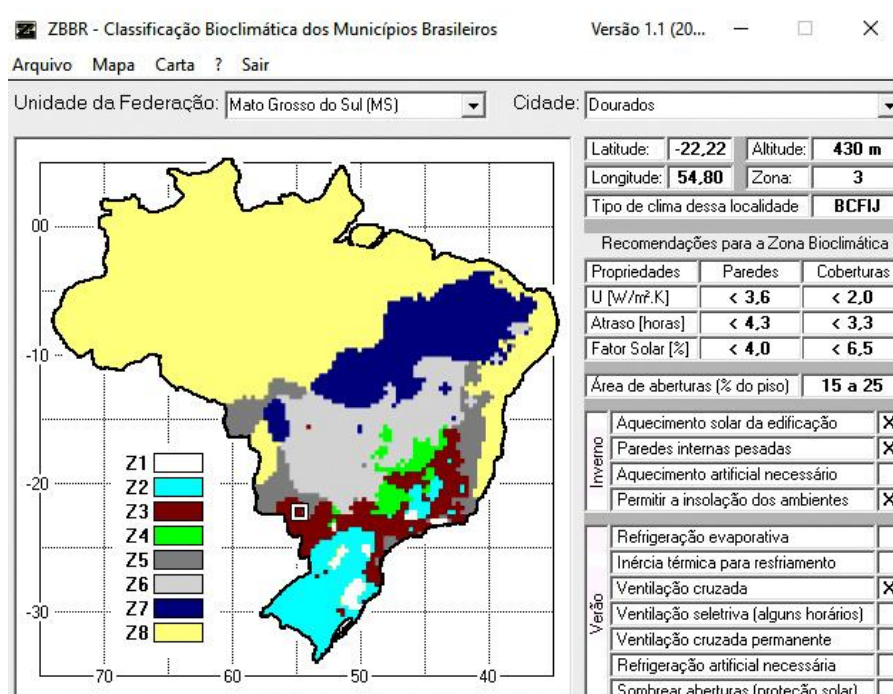 ZBBR - Classificação Bioclimática dos Municípios Brasileiros Versão 1.1 (20...
Arquivo Mapa Carta ? Sair
Unidade da Federação: Mato Grosso do Sul (MS) Cidade: Dourados
Latitude: -22,22 Altitude: 430 m
Longitude: 54,80 Zona: 3
Tipo de clima dessa localidade BCFIJ
Recomendações para a Zona Bioclimática
Propriedades Paredes Coberturas
U [W/m².K] < 3,6 < 2,0
Atraso [horas] < 4,3 < 3,3
Fator Solar [%] < 4,0 < 6,5
Área de aberturas (% do piso) 15 a 25
Inverno
Aquecimento solar da edificação X
Paredes internas pesadas X
Aquecimento artificial necessário
Permitir a insolação dos ambientes X
Verão
Refrigeração evaporativa
Inércia térmica para resfriamento
Ventilação cruzada X
Ventilação seletriva (alguns horários)
Ventilação cruzada permanente
Refrigeração artificial necessária
Sombrear aberturas (proteção solar)
00
-10
-20
-30
Z1
Z2
Z3
Z4
Z5
Z6
Z7
Z8
-70 -60 -50 -40